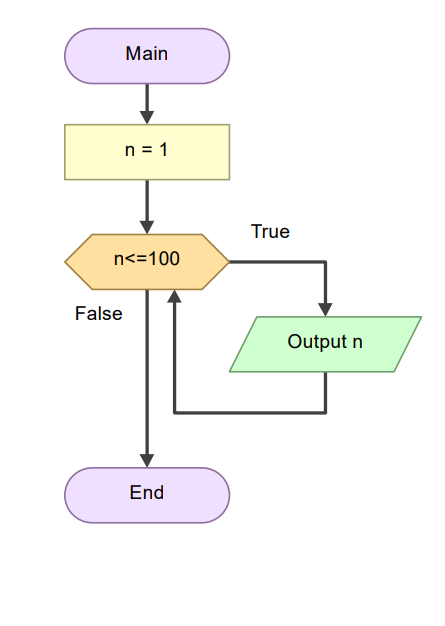 Main
n = 1
n<=100
True
False
Output n
End